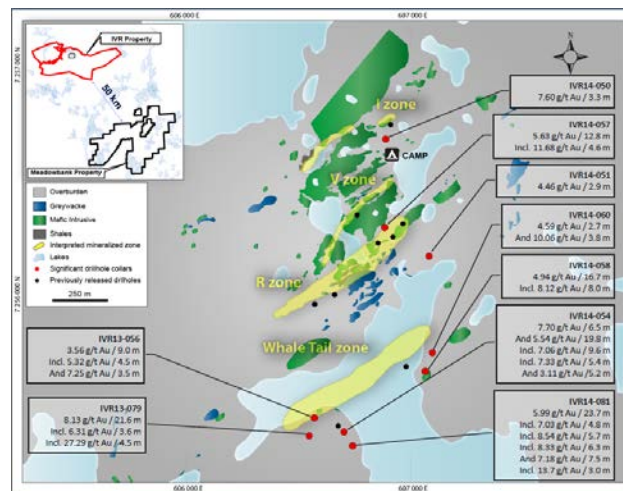 606 000 E
607 000 E
IVR Property
50 km
Meadowbank Property
7 257 000 N
7 256 000 N
Overburden
Greywacke
Mafic Intrusive
Shales
Interpreted mineralized zone
Lakes
Significant drillhole collars
Previously released drillholes
250 m
I zone
N
CAMP
V zone
R zone
Whale Tail zone
IVR14-050
7.60 g/t Au / 3.3 m
IVR14-057
5.63 g/t Au / 12.8 m
Incl. 11.68 g/t Au / 4.6 m
IVR14-051
4.46 g/t Au / 2.9 m
IVR14-060
4.59 g/t Au / 2.7 m
And 10.06 g/t Au / 3.8 m
IVR14-058
4.94 g/t Au / 16.7 m
Incl. 8.12 g/t Au / 8.0 m
IVR14-054
7.70 g/t Au / 6.5 m
And 5.54 g/t Au / 19.8 m
Incl. 7.06 g/t Au / 9.6 m
Incl. 7.33 g/t Au / 5.4 m
And 3.11 g/t Au /5.2 m
IVR14-081
5.99 g/t Au / 23.7 m
Incl. 7.03 g/t Au / 4.8 m
Incl. 8.54 g/t Au / 5.7 m
Incl. 8.33 g/t Au / 6.3 m
And 7.18 g/t Au / 7.5 m
Incl. 13.7 g/t Au / 3.0 m
IVR13-056
3.56 g/t Au / 9.0 m
Incl. 5.32 g/t Au / 4.5 m
And 7.25 g/t Au / 3.5 m
IVR13-079
8.13 g/t Au / 21.6 m
Incl. 6.31 g/t Au / 3.6 m
Incl. 27.29 g/t Au / 4.5 m
606 000 E
607 000 E